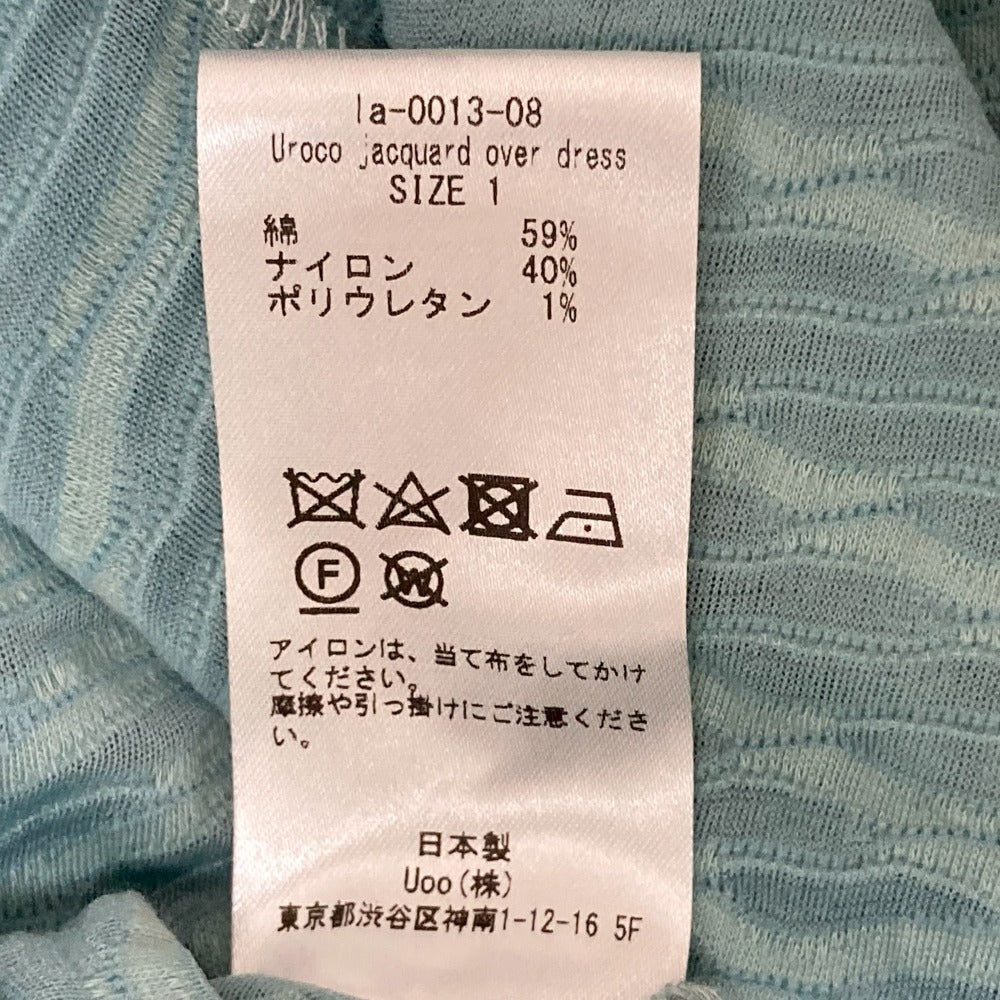 la-0013-08
Uroco jacquard over dress
SIZE 1
綿 59%
ナイロン 40%
ポリウレタン 1%
F W
アイロンは、当て布をしてかけ
てください。
摩擦や引っ掛けにご注意くださ
い。
日本製
Uoo(株)
東京都渋谷区神南1-12-16 5F